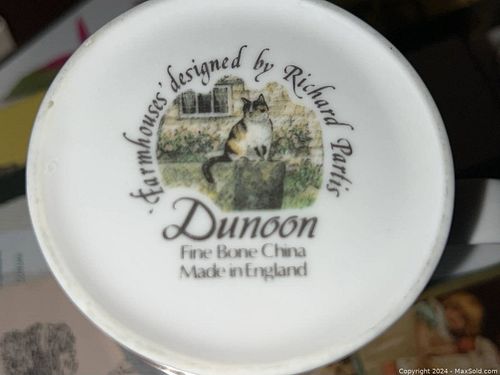 'Farmhouses' designed by Richard Partis
Dunoon
Fine Bone China
Made in England
Copyright 2024 - MaxSold.com